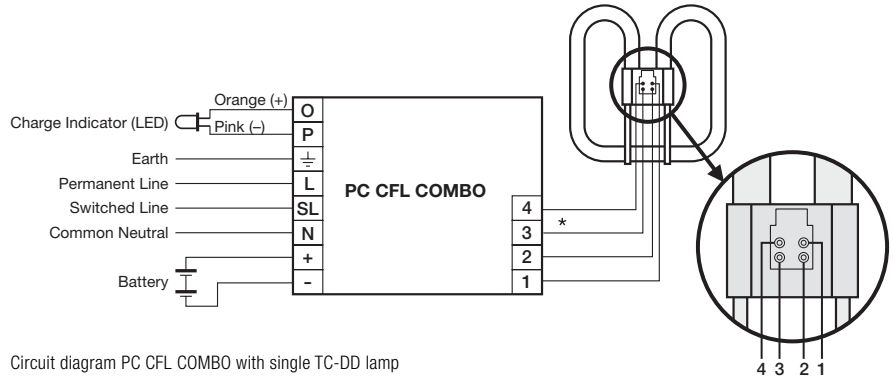 Orange (+)
Charge Indicator (LED)
O
Pink (–)
P
Earth
Permanent Line
L
PC CFL COMBO
Switched Line
SL
4
*
Common Neutral
N
3
+
2
Battery
-
1
4 3 2 1
Circuit diagram PC CFL COMBO with single TC-DD lamp